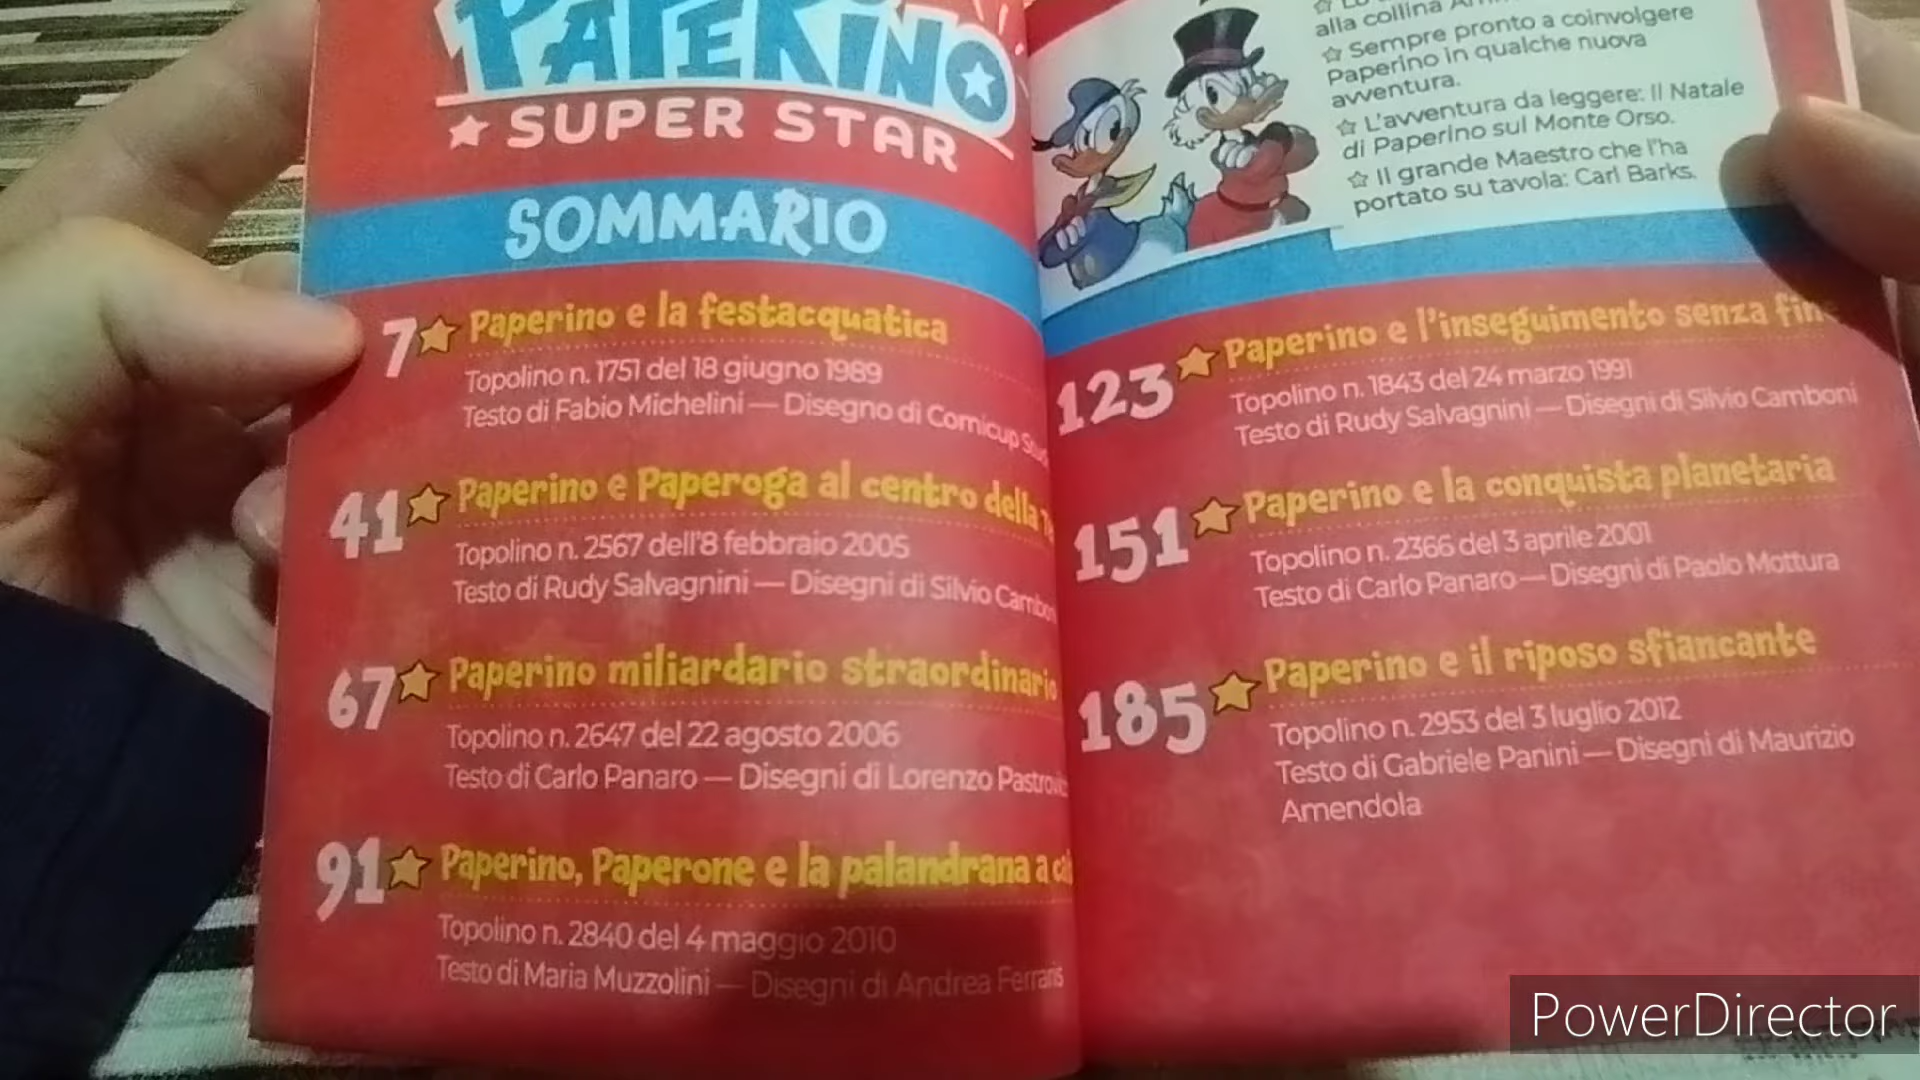 PAPERINO
SUPER STAR
SOMMARIO
7 Paperino e la festacquatica
Topolino n. 1751 del 18 giugno 1989
Testo di Fabio Michelini — Disegno di Comicup
41 Paperino e Paperoga al centro della
Topolino n. 2567 dell'8 febbraio 2005
Testo di Rudy Salvagnini — Disegni di Silvio
67 Paperino miliardario straordinario
Topolino n. 2647 del 22 agosto 2006
Testo di Carlo Panaro — Disegni di Lorenzo
91 Paperino, Paperone e la palandrana a
Topolino n. 2840 del 4 maggio 2010
Testo di Maria Muzzolini — Disegni di Andrea Ferraris
alla collina
Sempre pronto a coinvolgere
Paperino in qualche nuova
avventura.
L'avventura da leggere: Il Natale
di Paperino sul Monte Orso.
Il grande Maestro che l'ha
portato su tavola: Carl Barks.
123 Paperino e l'inseguimento senza
Topolino n. 1843 del 24 marzo 1991
Testo di Rudy Salvagnini — Disegni di Silvio Camboni
151 Paperino e la conquista planetaria
Topolino n. 2366 del 3 aprile 2001
Testo di Carlo Panaro — Disegni di Paolo Mottura
185 Paperino e il riposo sfiancante
Topolino n. 2953 del 3 luglio 2012
Testo di Gabriele Panini — Disegni di Maurizio
Amendola
PowerDirector